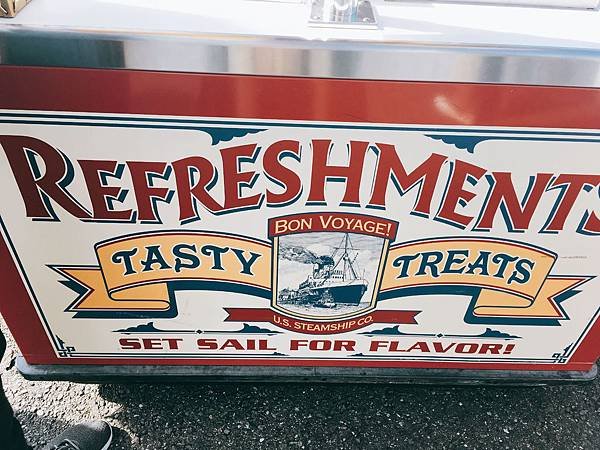 REFRESHMENTS
BON VOYAGE!
TASTY TREATS
U.S. STEAMSHIP CO.
SET SAIL FOR FLAVOR!